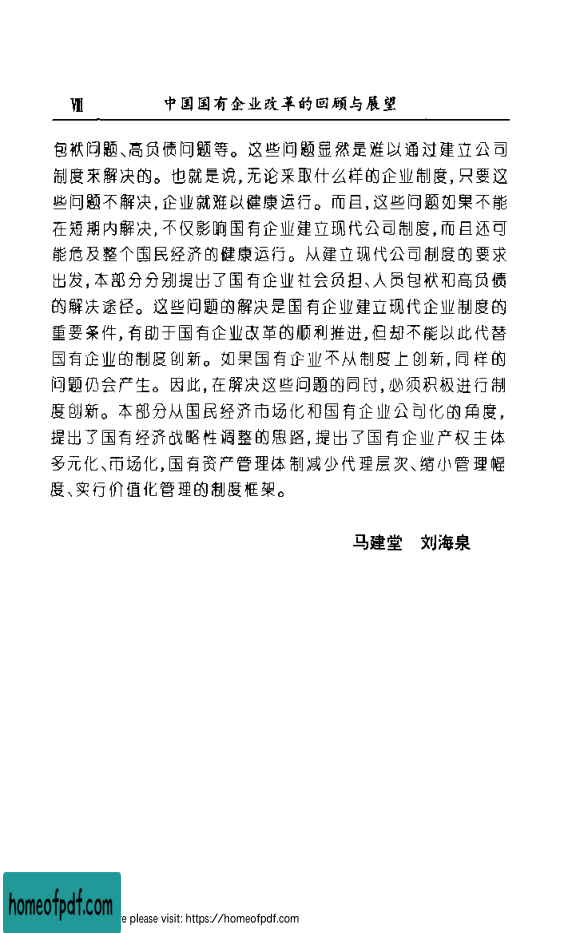 Ⅷ 中国国有企业改革的回顾与展望
包袱问题、高负债问题等。这些问题显然是难以通过建立公司
制度来解决的。也就是说,无论采取什么样的企业制度,只要这
些问题不解决,企业就难以健康运行。而且,这些问题如果不能
在短期内解决,不仅影响国有企业建立现代公司制度,而且还可
能危及整个国民经济的健康运行。从建立现代公司制度的要求
出发,本部分分别提出了国有企业社会负担、人员包袱和高负债
的解决途径。这些问题的解决是国有企业建立现代企业制度的
重要条件,有助于国有企业改革的顺利推进,但却不能以此代替
国有企业的制度创新。如果国有企业不从制度上创新,同样的
问题仍会产生。因此,在解决这些问题的同时,必须积极进行制
度创新。本部分从国民经济市场化和国有企业公司化的角度,
提出了国有经济战略性调整的思路,提出了国有企业产权主体
多元化、市场化,国有资产管理体制减少代理层次、缩小管理幅
度、实行价值化管理的制度框架。
马建堂 刘海泉
homeofpdf.com
please visit: https://homeofpdf.com